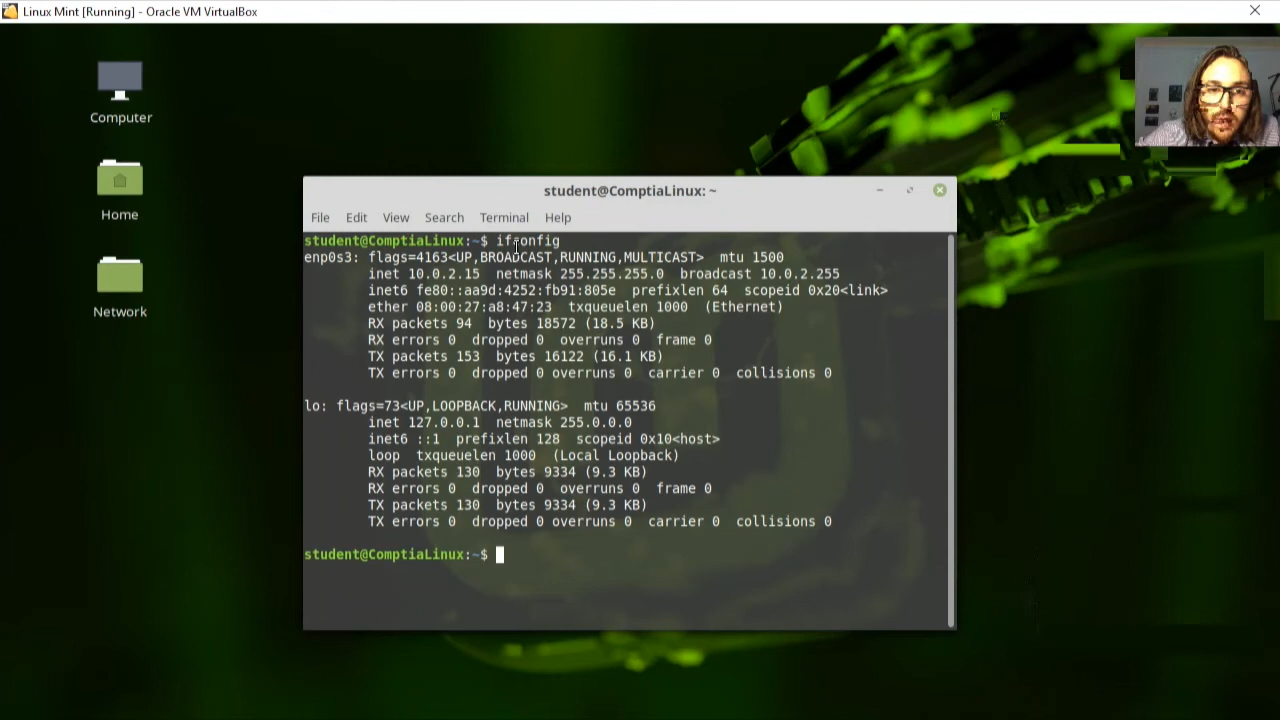 Linux Mint [Running] - Oracle VM VirtualBox
Computer
Home
Network
student@ComptiaLinux: ~
File Edit View Search Terminal Help
student@ComptiaLinux:~$ ifconfig
enp0s3: flags=4163<UP,BROADCAST,RUNNING,MULTICAST>  mtu 1500
        inet 10.0.2.15  netmask 255.255.255.0  broadcast 10.0.2.255
        inet6 fe80::aa9d:4252:fb91:805e  prefixlen 64  scopeid 0x20<link>
        ether 08:00:27:a8:47:23  txqueuelen 1000  (Ethernet)
        RX packets 94  bytes 18572 (18.5 KB)
        RX errors 0  dropped 0  overruns 0  frame 0
        TX packets 153  bytes 16122 (16.1 KB)
        TX errors 0  dropped 0 overruns 0  carrier 0  collisions 0
lo: flags=73<UP,LOOPBACK,RUNNING>  mtu 65536
        inet 127.0.0.1  netmask 255.0.0.0
        inet6 ::1  prefixlen 128  scopeid 0x10<host>
        loop  txqueuelen 1000  (Local Loopback)
        RX packets 130  bytes 9334 (9.3 KB)
        RX errors 0  dropped 0  overruns 0  frame 0
        TX packets 130  bytes 9334 (9.3 KB)
        TX errors 0  dropped 0 overruns 0  carrier 0  collisions 0
student@ComptiaLinux:~$